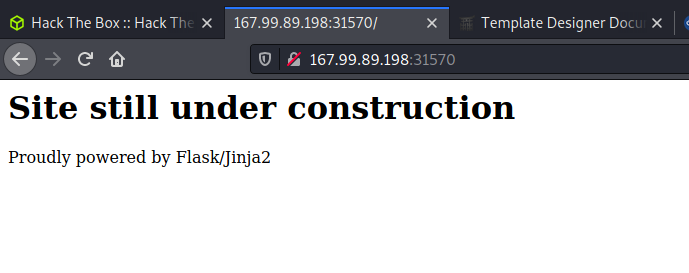 Hack The Box :: Hack The
167.99.89.198:31570/
Template Designer Docu
167.99.89.198:31570
Site still under construction
Proudly powered by Flask/Jinja2